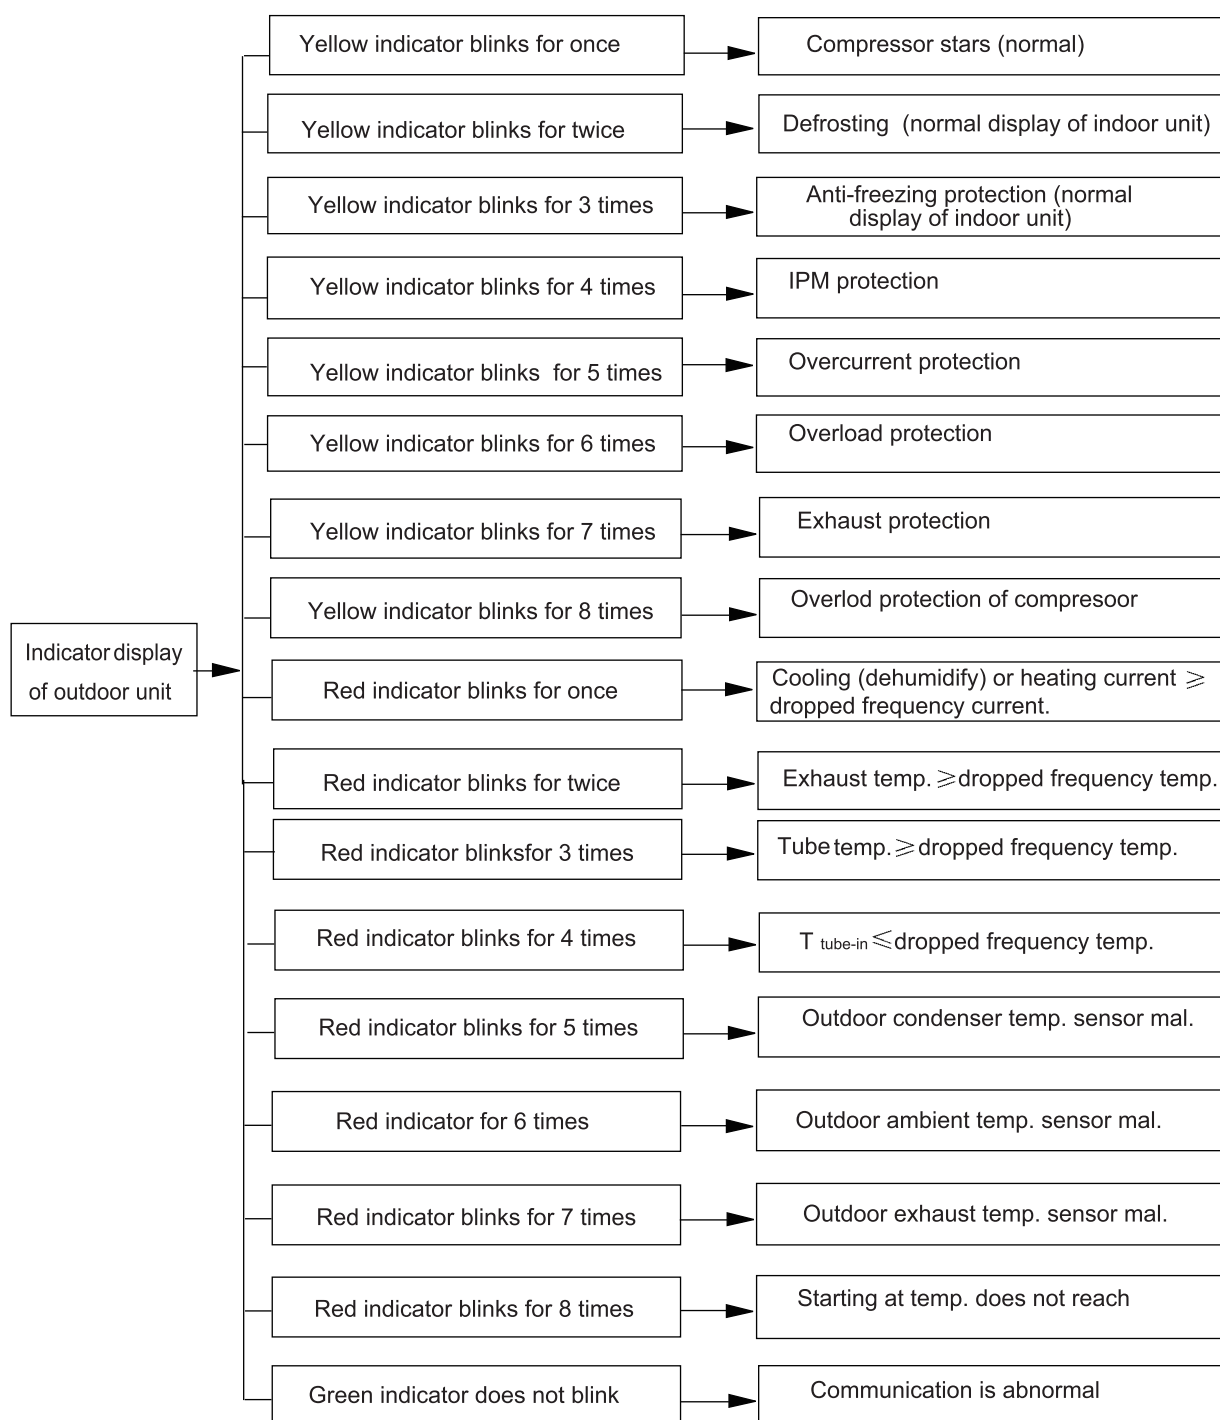 Yellow indicator blinks for once
Compressor stars (normal)
Yellow indicator blinks for twice
Defrosting (normal display of indoor unit)
Yellow indicator blinks for 3 times
Anti-freezing protection (normal
display of indoor unit)
Yellow indicator blinks for 4 times
IPM protection
Yellow indicator blinks for 5 times
Overcurrent protection
Yellow indicator blinks for 6 times
Overload protection
Yellow indicator blinks for 7 times
Exhaust protection
Yellow indicator blinks for 8 times
Overlod protection of compresoor
Indicator display
of outdoor unit
Red indicator blinks for once
Cooling (dehumidify) or heating current ≥
dropped frequency current.
Red indicator blinks for twice
Exhaust temp. ≥dropped frequency temp.
Red indicator blinksfor 3 times
Tube temp. ≥dropped frequency temp.
Red indicator blinks for 4 times
T tube-in ≤dropped frequency temp.
Red indicator blinks for 5 times
Outdoor condenser temp. sensor mal.
Red indicator for 6 times
Outdoor ambient temp. sensor mal.
Red indicator blinks for 7 times
Outdoor exhaust temp. sensor mal.
Red indicator blinks for 8 times
Starting at temp. does not reach
Green indicator does not blink
Communication is abnormal